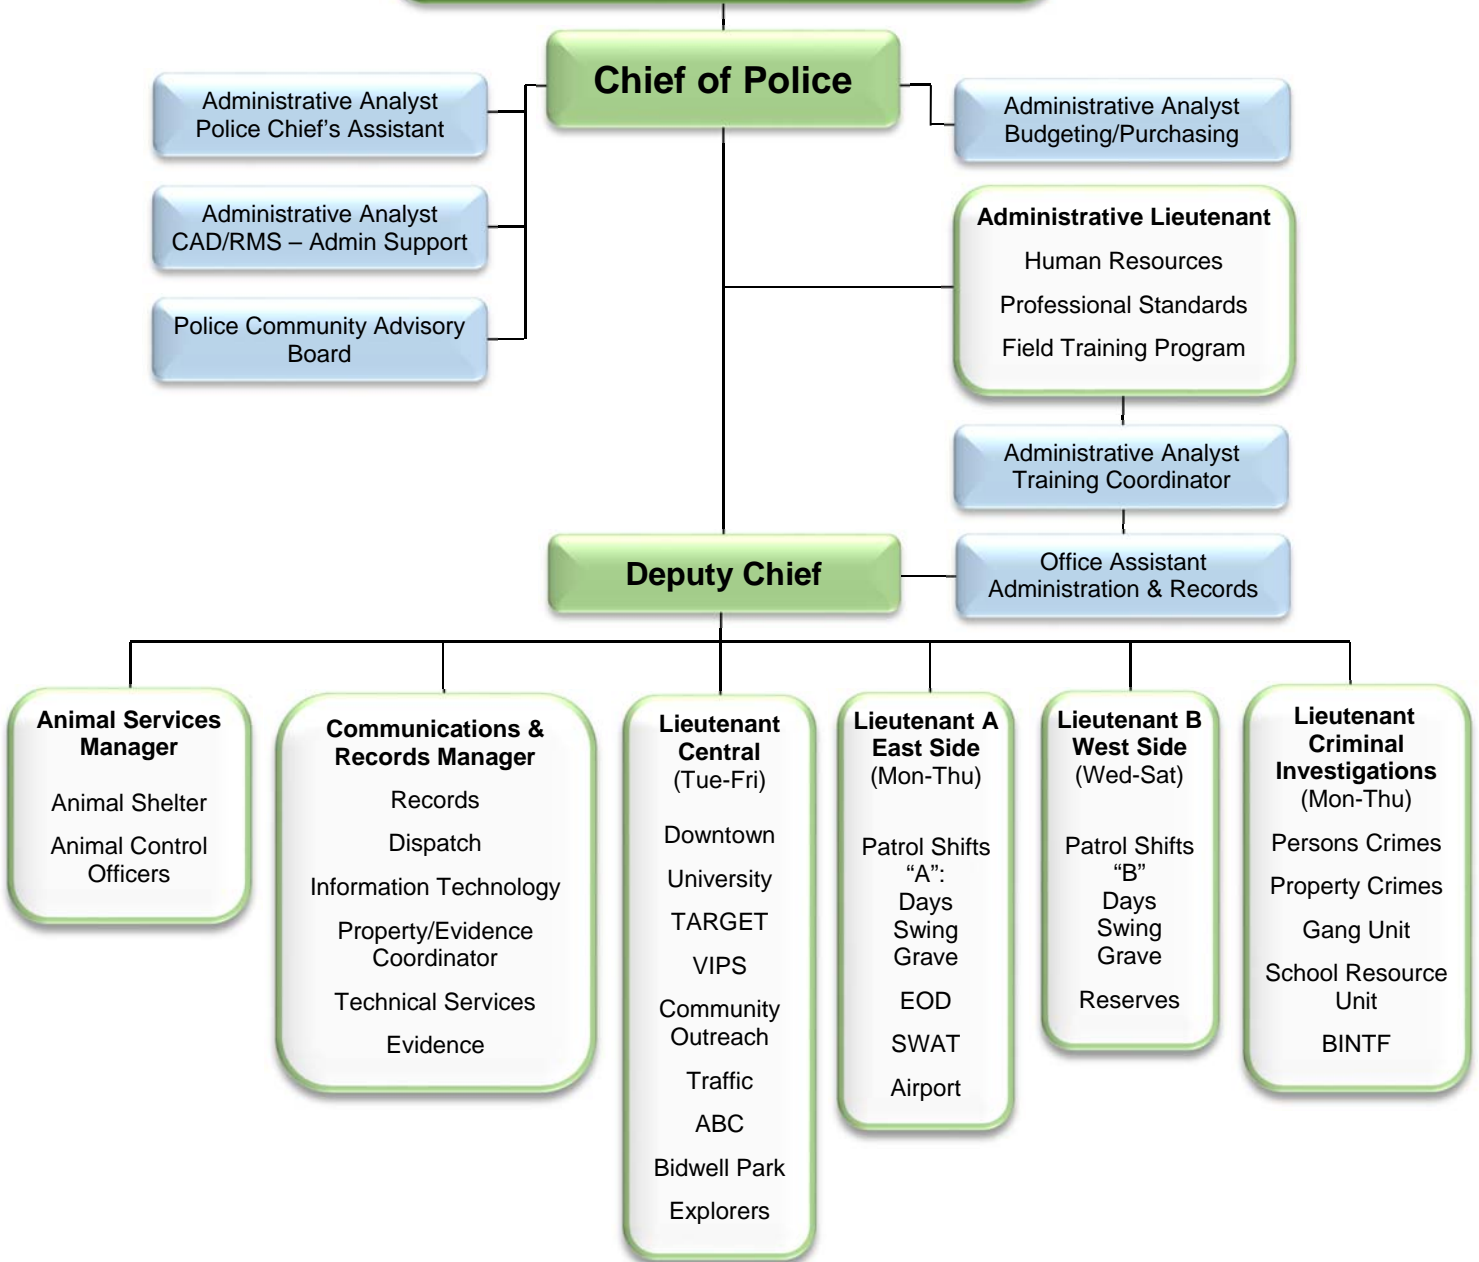 Chief of Police
Administrative Analyst
Police Chief’s Assistant
Administrative Analyst
CAD/RMS – Admin Support
Police Community Advisory
Board
Administrative Analyst
Budgeting/Purchasing
Administrative Lieutenant
Human Resources
Professional Standards
Field Training Program
Administrative Analyst
Training Coordinator
Deputy Chief
Office Assistant
Administration & Records
Animal Services
Manager
Animal Shelter
Animal Control
Officers
Communications &
Records Manager
Records
Dispatch
Information Technology
Property/Evidence
Coordinator
Technical Services
Evidence
Lieutenant
Central
(Tue-Fri)
Downtown
University
TARGET
VIPS
Community
Outreach
Traffic
ABC
Bidwell Park
Explorers
Lieutenant A
East Side
(Mon-Thu)
Patrol Shifts
“A”:
Days
Swing
Grave
EOD
SWAT
Airport
Lieutenant B
West Side
(Wed-Sat)
Patrol Shifts
“B”
Days
Swing
Grave
Reserves
Lieutenant
Criminal
Investigations
(Mon-Thu)
Persons Crimes
Property Crimes
Gang Unit
School Resource
Unit
BINTF